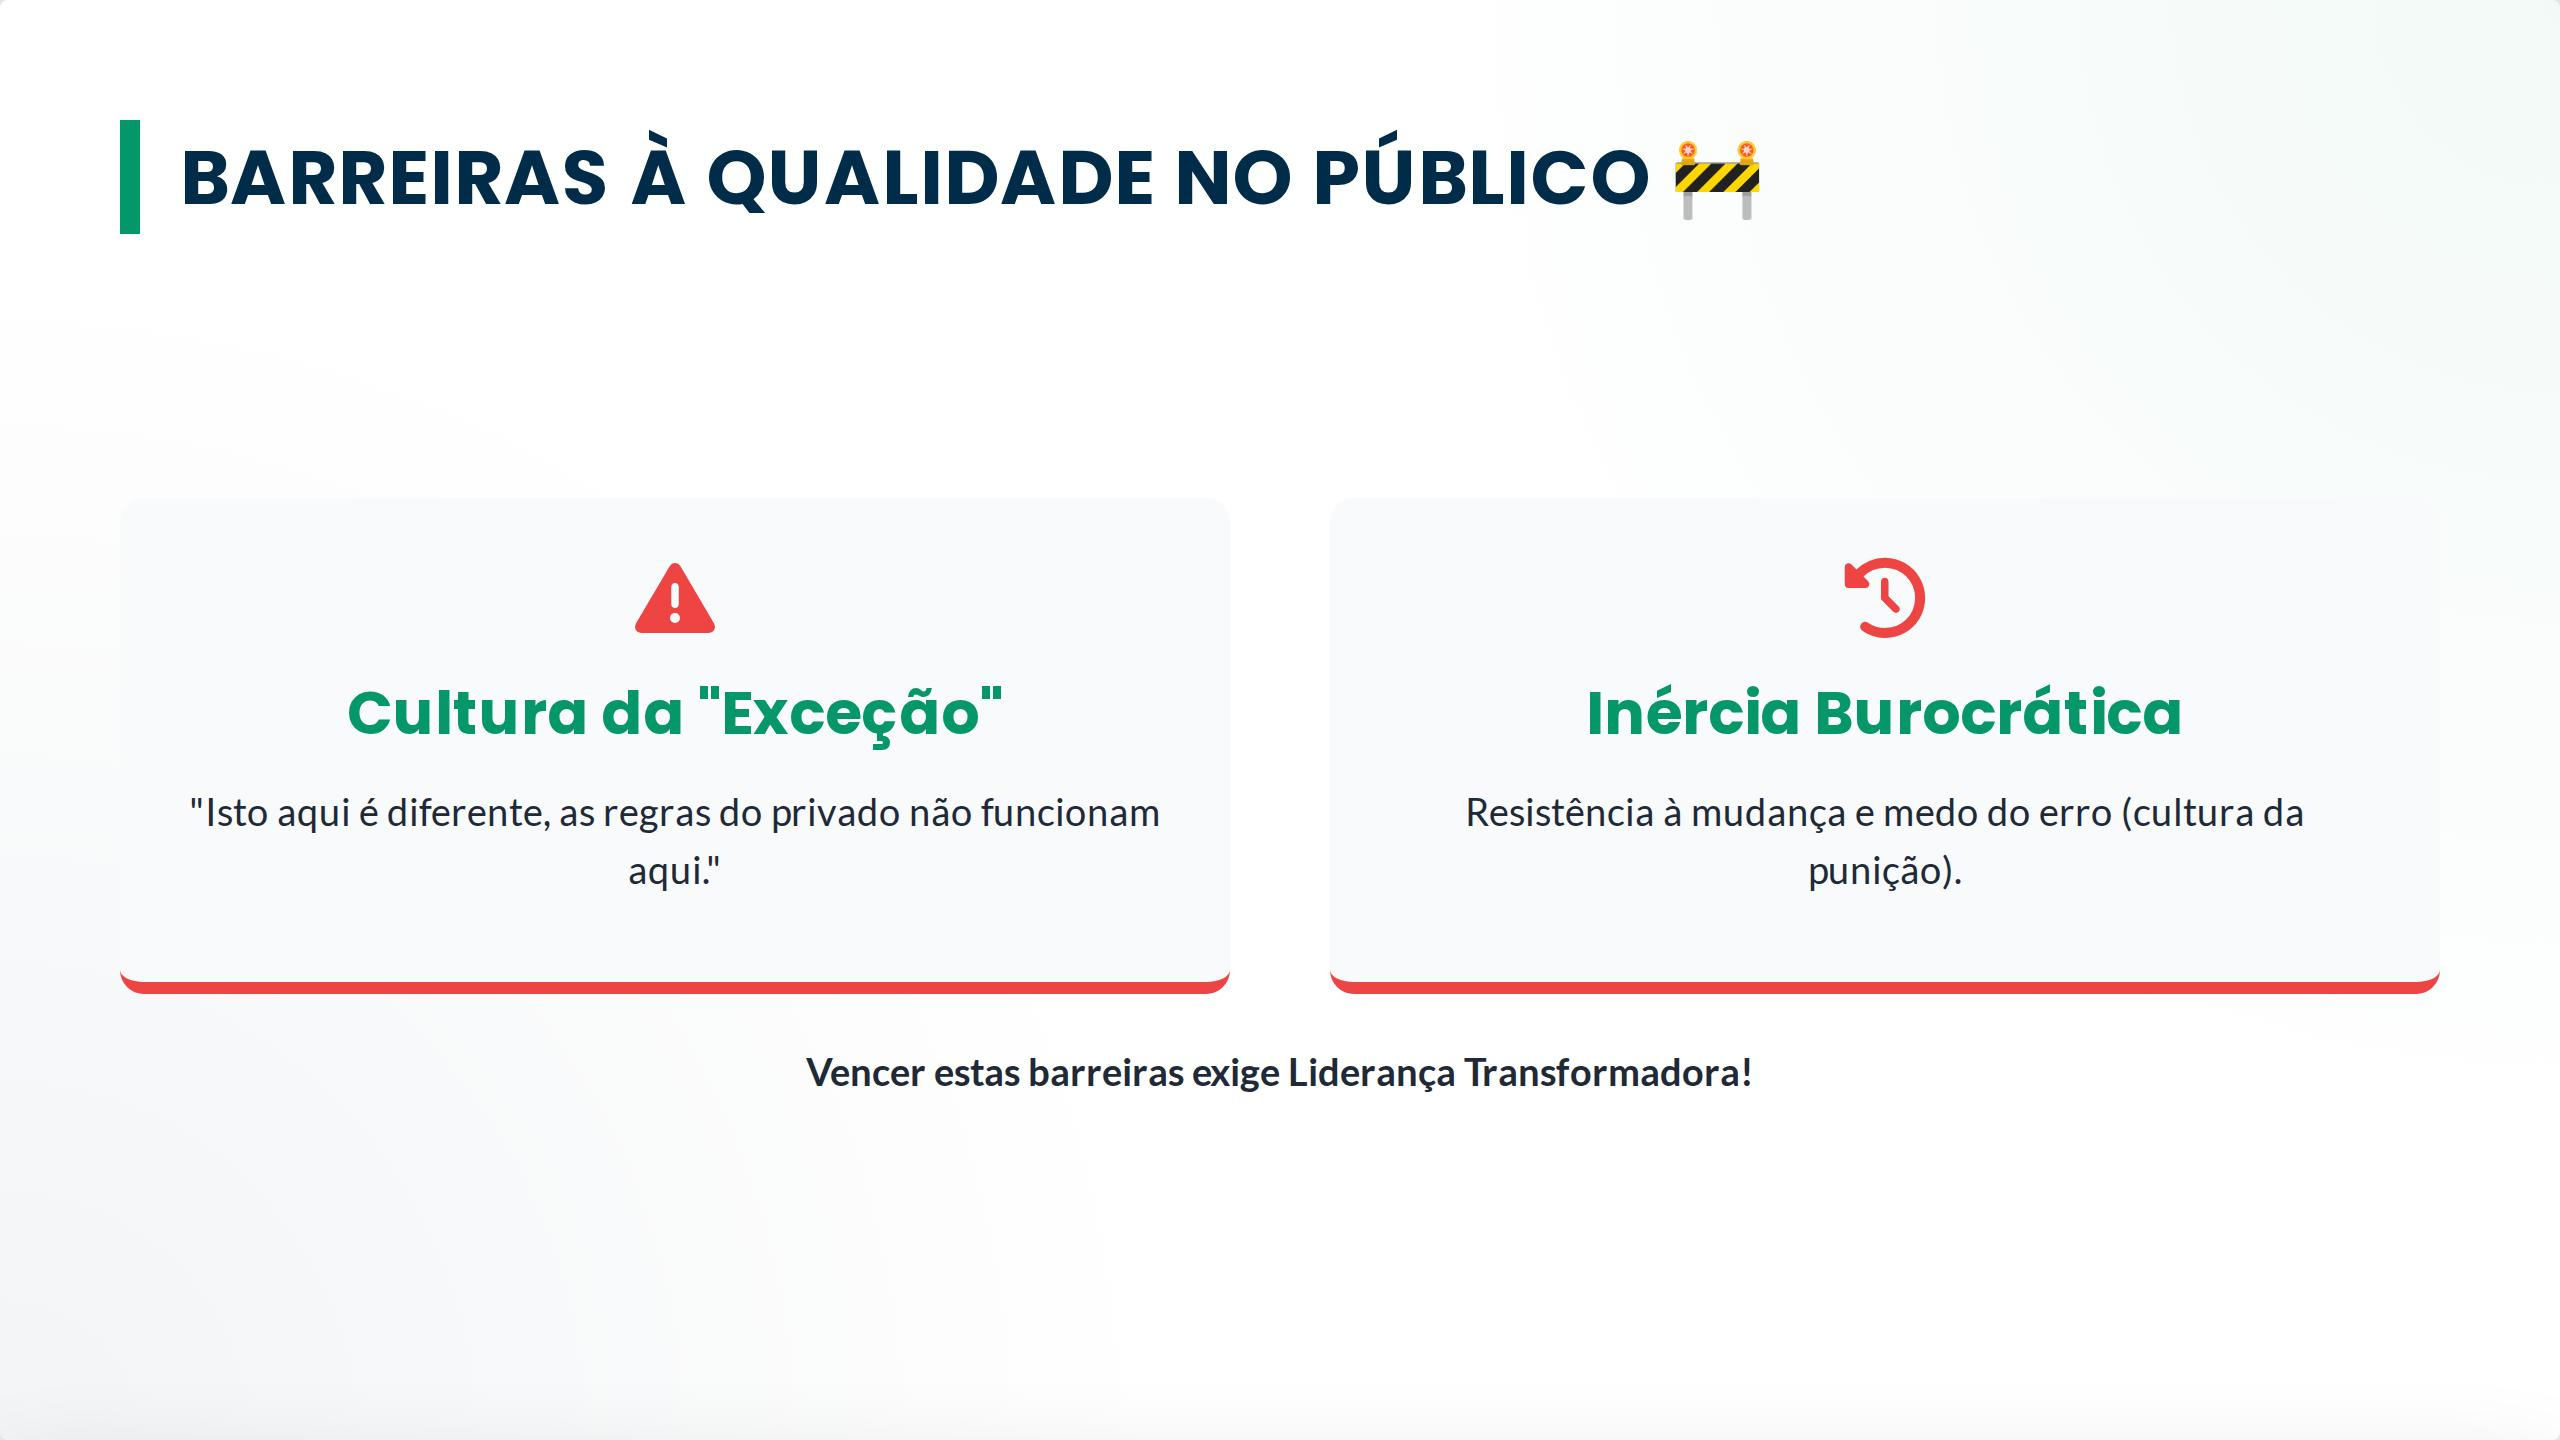 BARREIRAS À QUALIDADE NO PÚBLICO 🚧
Cultura da "Exceção"
"Isto aqui é diferente, as regras do privado não funcionam
aqui."
Inércia Burocrática
Resistência à mudança e medo do erro (cultura da
punição).
Vencer estas barreiras exige Liderança Transformadora!